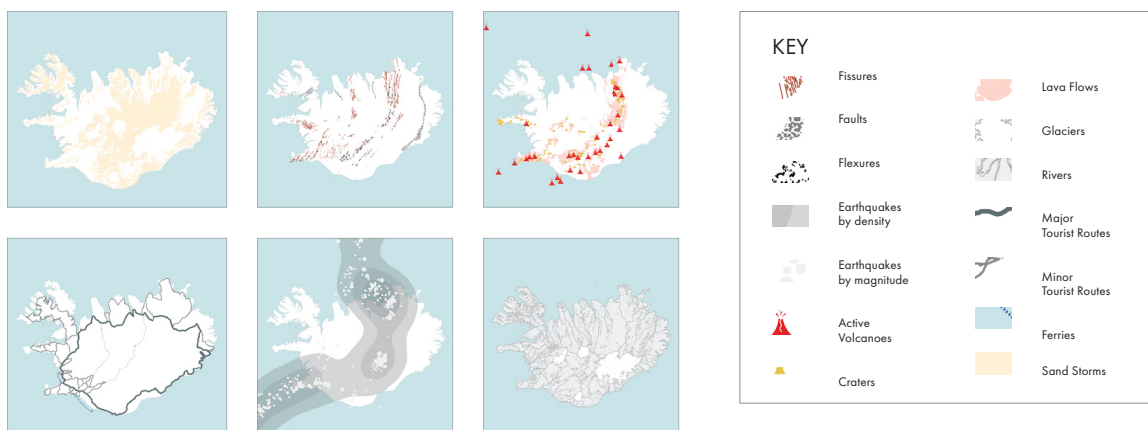 KEY
Fissures
Faults
Flexures
Earthquakes
by density
Earthquakes
by magnitude
Active
Volcanoes
Craters
Lava Flows
Glaciers
Rivers
Major
Tourist Routes
Minor
Tourist Routes
Ferries
Sand Storms